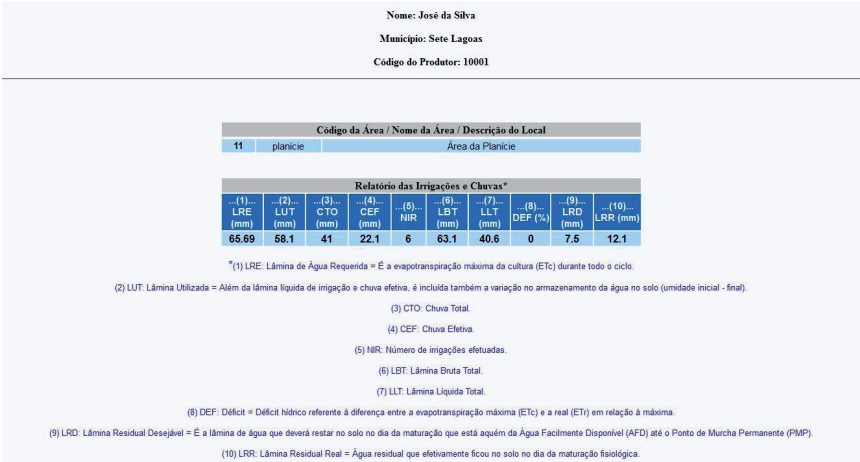 Nome: José da Silva
Município: Sete Lagoas
Código do Produtor: 10001
Código da Área / Nome da Área / Descrição do Local
11 planície Área da Planície
Relatório das Irrigações e Chuvas*
...(1)... LRE (mm) ...(2)... LUT (mm) ...(3)... CTO (mm) ...(4)... CEF (mm) ...(5)... NIR ...(6)... LBT (mm) ...(7)... LLT (mm) ...(8)... DEF (%) ...(9)... LRD (mm) ...(10)... LRR (mm)
65.69 58.1 41 22.1 6 63.1 40.6 0 7.5 12.1
*(1) LRE: Lâmina de Água Requerida = É a evapotranspiração máxima da cultura (ETc) durante todo o ciclo.
(2) LUT: Lâmina Utilizada = Além da lâmina líquida de irrigação e chuva efetiva, é incluída também a variação no armazenamento da água no solo (umidade inicial - final).
(3) CTO: Chuva Total.
(4) CEF: Chuva Efetiva.
(5) NIR: Número de irrigações efetuadas.
(6) LBT: Lâmina Bruta Total.
(7) LLT: Lâmina Líquida Total.
(8) DEF: Déficit = Déficit hídrico referente à diferença entre a evapotranspiração máxima (ETc) e a real (ETr) em relação à máxima.
(9) LRD: Lâmina Residual Desejável = É a lâmina de água que deverá restar no solo no dia da maturação que está aquém da Água Facilmente Disponível (AFD) até o Ponto de Murcha Permanente (PMP).
(10) LRR: Lâmina Residual Real = Água residual que efetivamente ficou no solo no dia da maturação fisiológica.